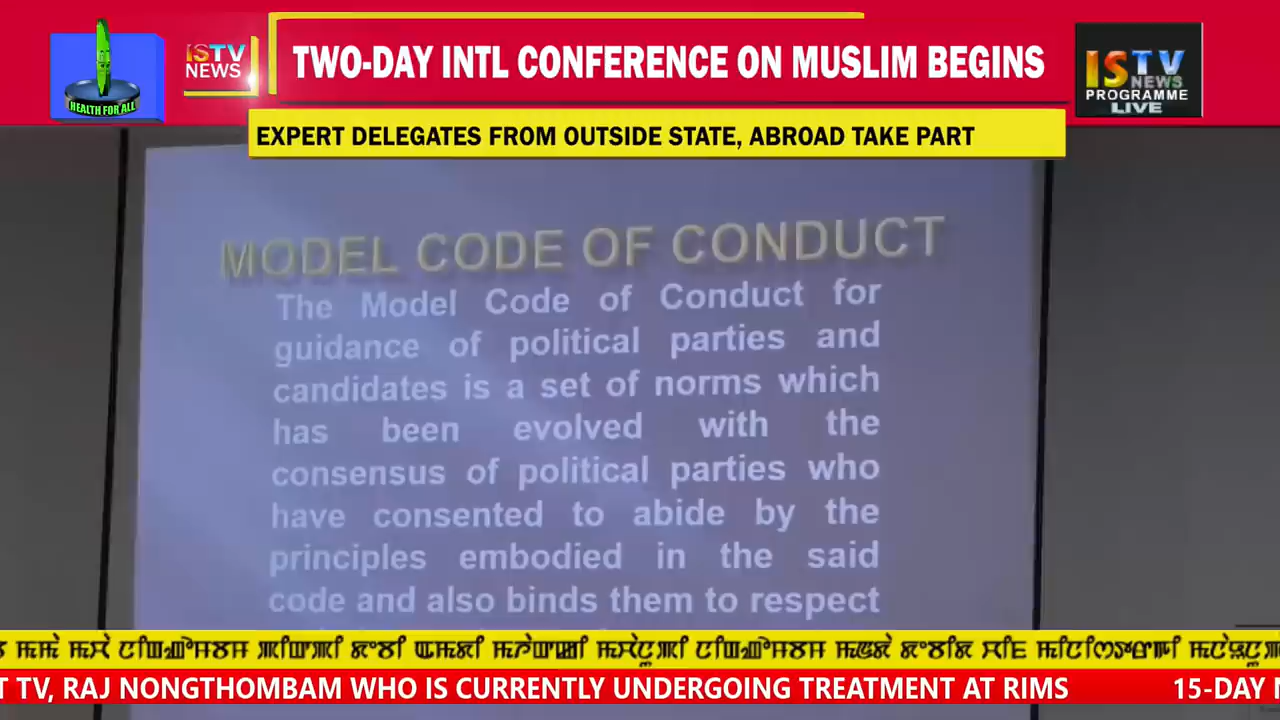 HEALTH FOR ALL
ISTV
NEWS
TWO-DAY INTL CONFERENCE ON MUSLIM BEGINS
ISTV
NEWS
PROGRAMME
LIVE
EXPERT DELEGATES FROM OUTSIDE STATE, ABROAD TAKE PART
MODEL CODE OF CONDUCT
The Model Code of Conduct for
guidance of political parties and
candidates is a set of norms which
has been evolved with the
consensus of political parties who
have consented to abide by the
principles embodied in the said
code and also binds them to respect
T TV, RAJ NONGTHOMBAM WHO IS CURRENTLY UNDERGOING TREATMENT AT RIMS 15-DAY